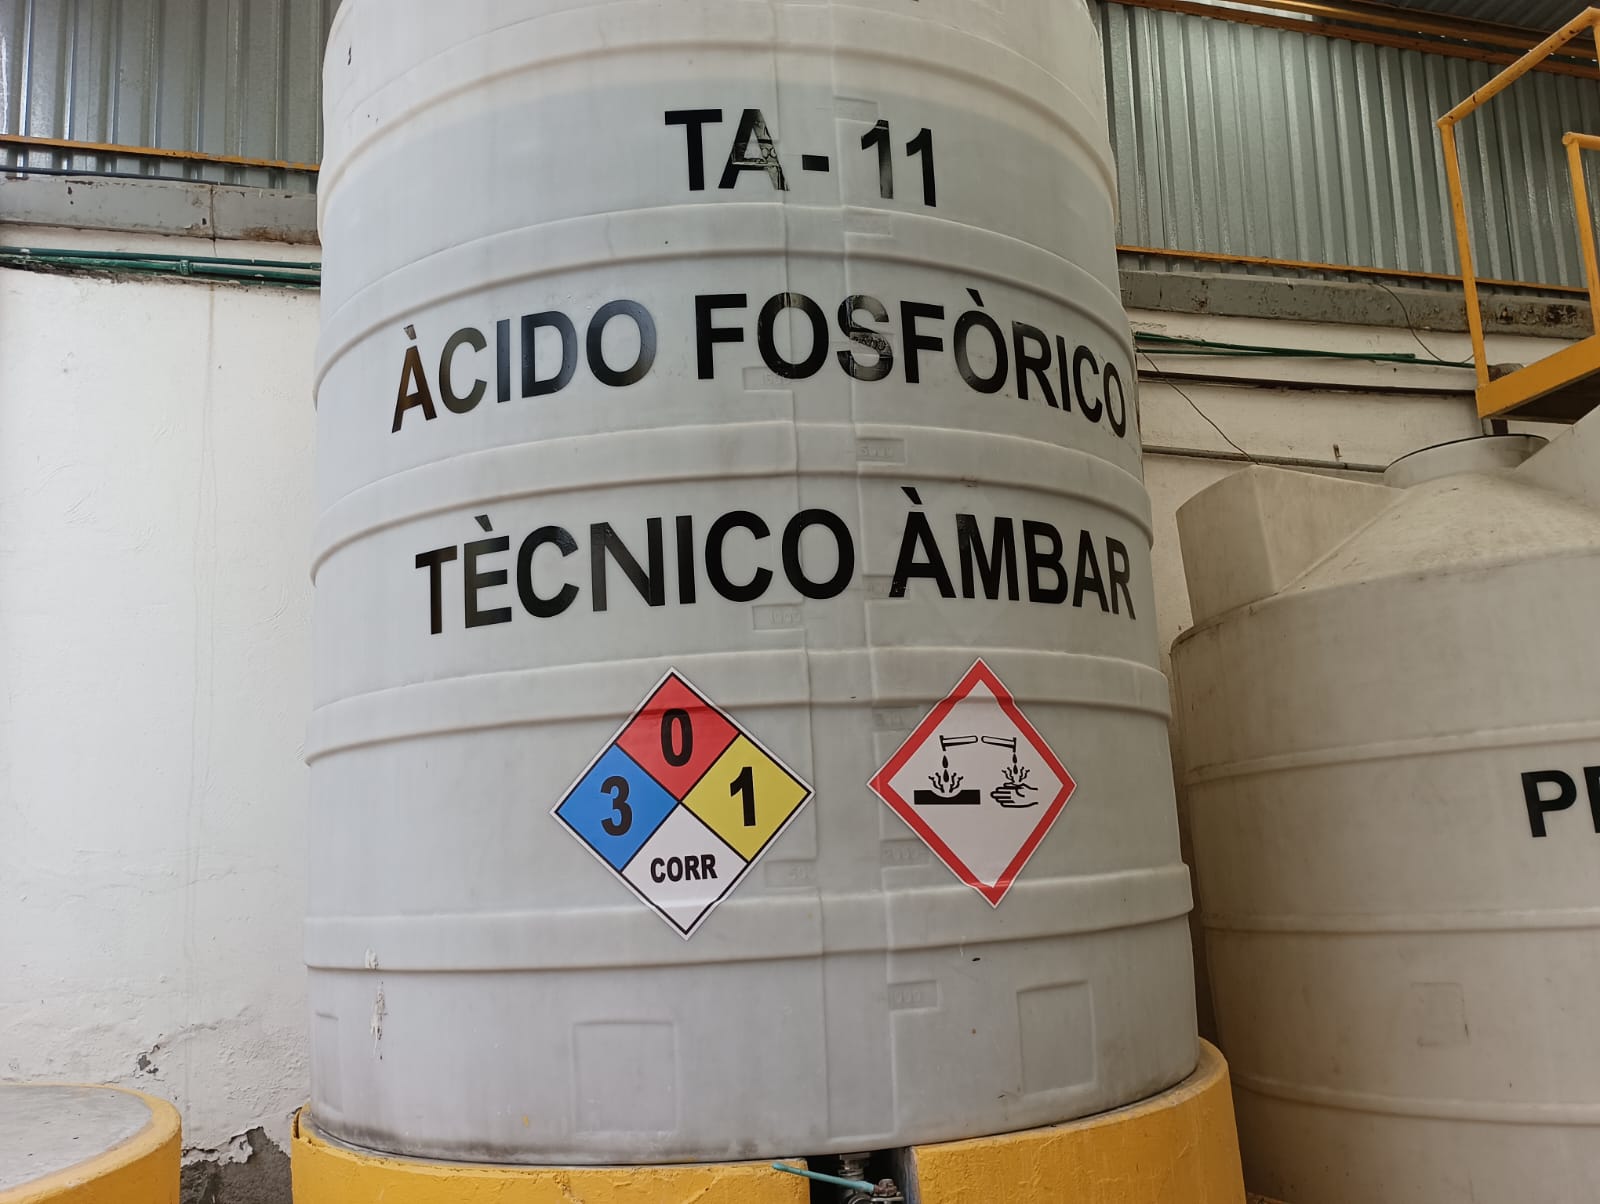 TA-11
ÀCIDO FOSFÒRICO
TÈCNICO ÀMBAR
0
3
1
CORR